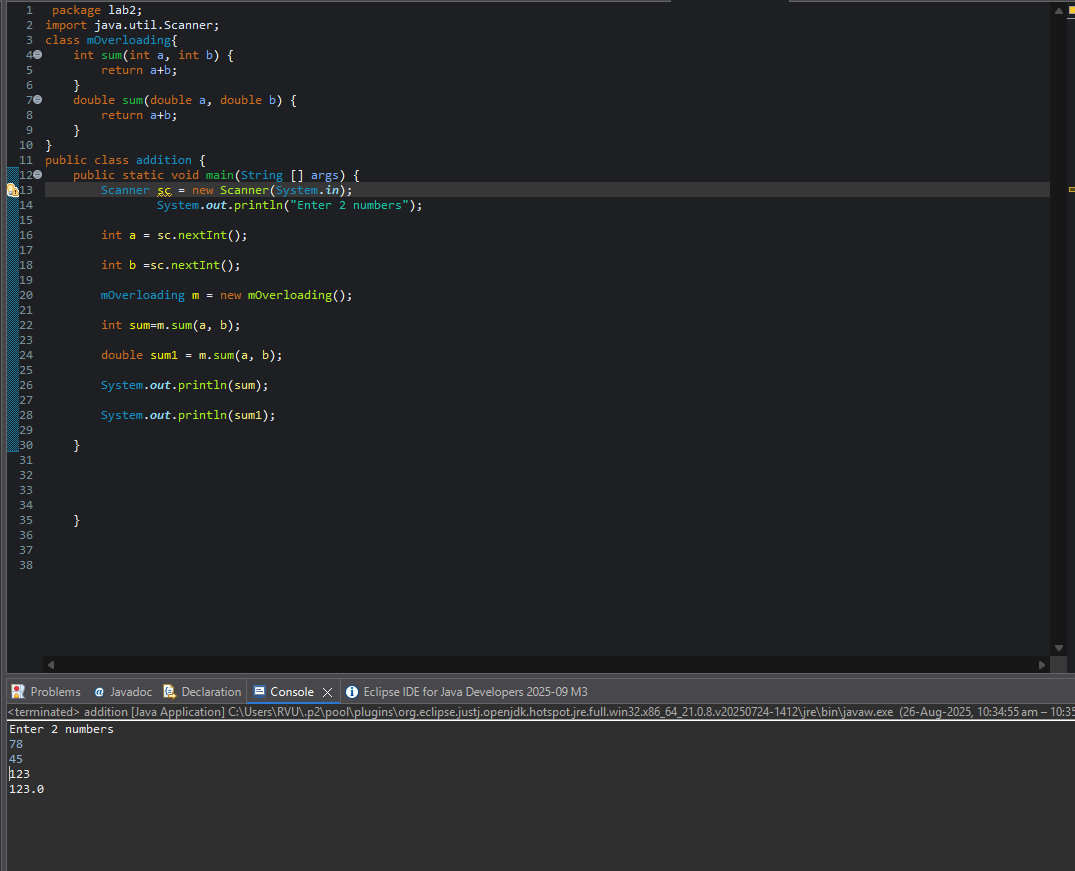 1 package lab2;
2 import java.util.Scanner;
3 class mOverloading{
4 int sum(int a, int b) {
5 return a+b;
6 }
7 double sum(double a, double b) {
8 return a+b;
9 }
10 }
11 public class addition {
12 public static void main(String [] args) {
13 Scanner sc = new Scanner(System.in);
14 System.out.println("Enter 2 numbers");
15
16 int a = sc.nextInt();
17
18 int b =sc.nextInt();
19
20 mOverloading m = new mOverloading();
21
22 int sum=m.sum(a, b);
23
24 double sum1 = m.sum(a, b);
25
26 System.out.println(sum);
27
28 System.out.println(sum1);
29
30 }
31
32
33
34
35 }
36
37
38
Problems @ Javadoc Declaration Console Eclipse IDE for Java Developers 2025-09 M3
<terminated> addition [Java Application] C:\Users\RVU\.p2\pool\plugins\org.eclipse.justj.openjdk.hotspot.jre.full.win32.x86_64_21.0.8.v20250724-1412\jre\bin\javaw.exe (26-Aug-2025, 10:34:55 am – 10:35
Enter 2 numbers
78
45
123
123.0